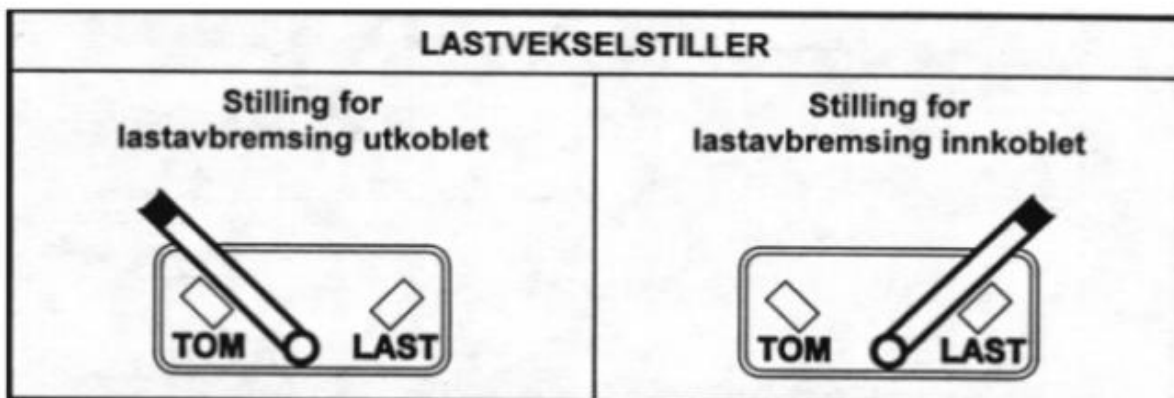 LASTVEKSELSTILLER
Stilling for
lastavbremsing utkoblet
TOM LAST
Stilling for
lastavbremsing innkoblet
TOM LAST